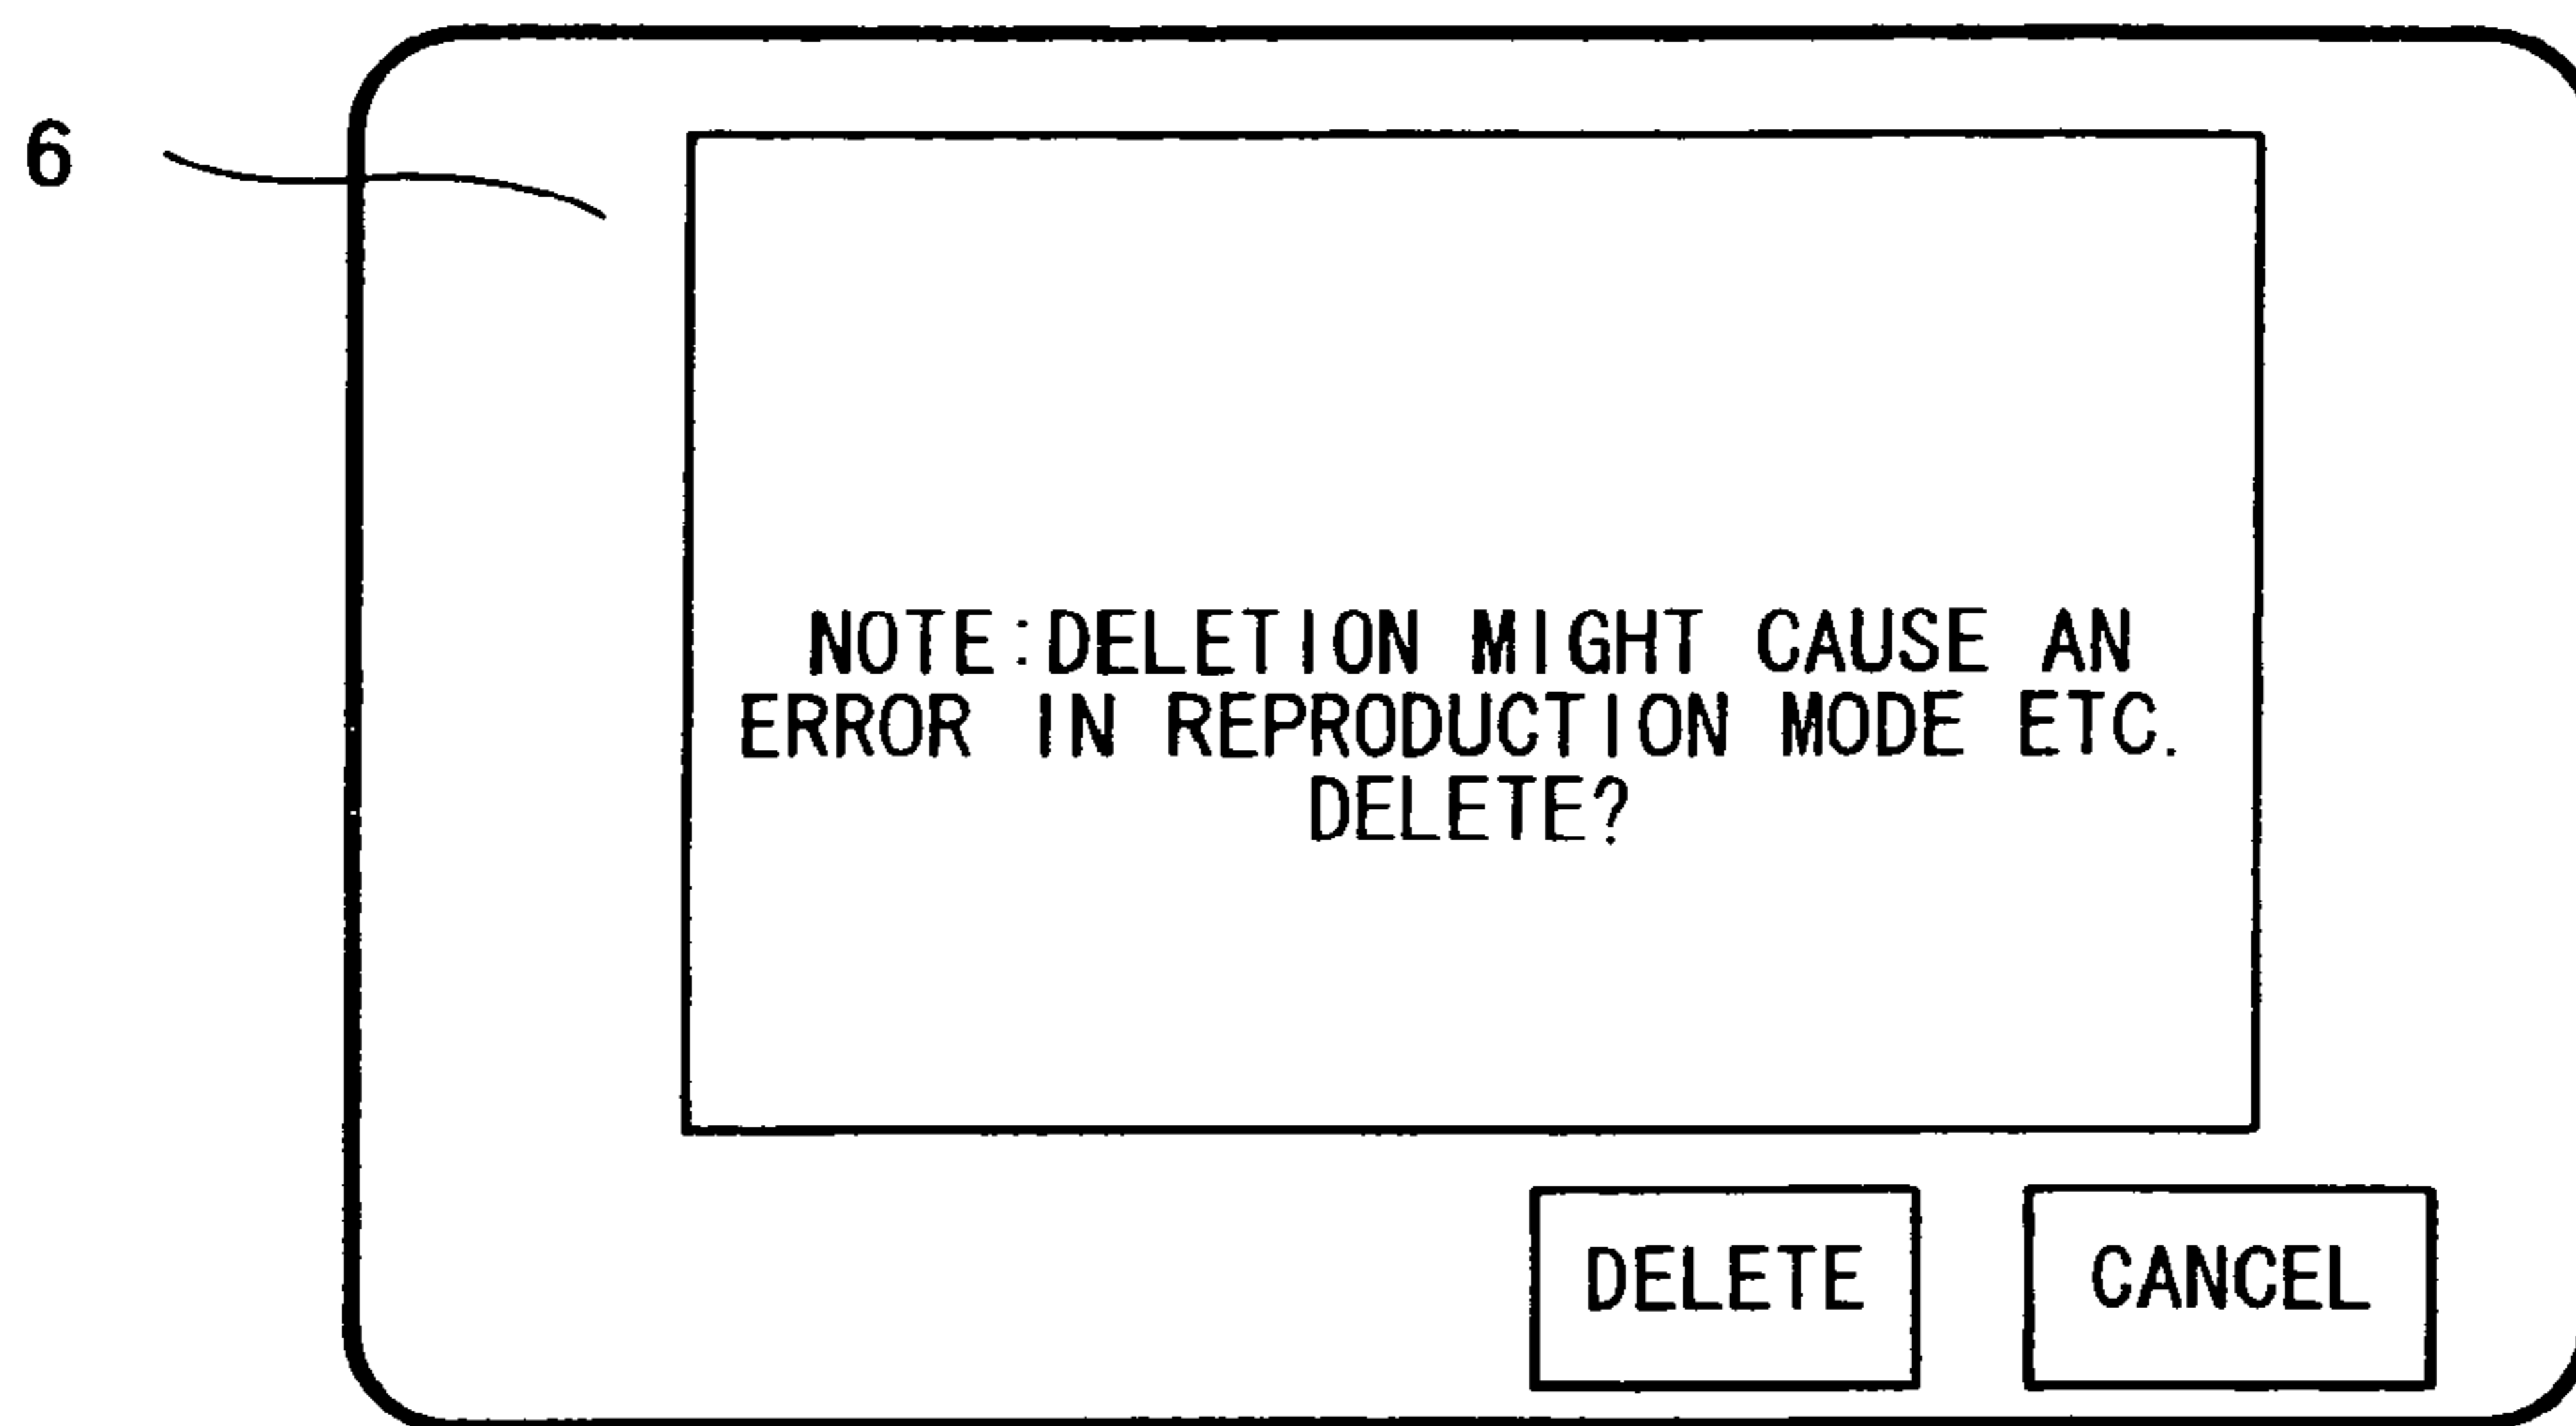 6
NOTE:DELETION MIGHT CAUSE AN
ERROR IN REPRODUCTION MODE ETC.
DELETE?
DELETE CANCEL